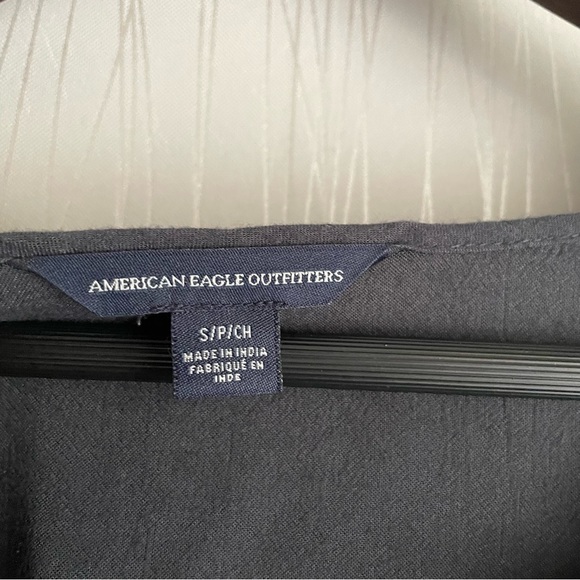 AMERICAN EAGLE OUTFITTERS
S/P/CH
MADE IN INDIA
FABRIQUÉ EN
INDE